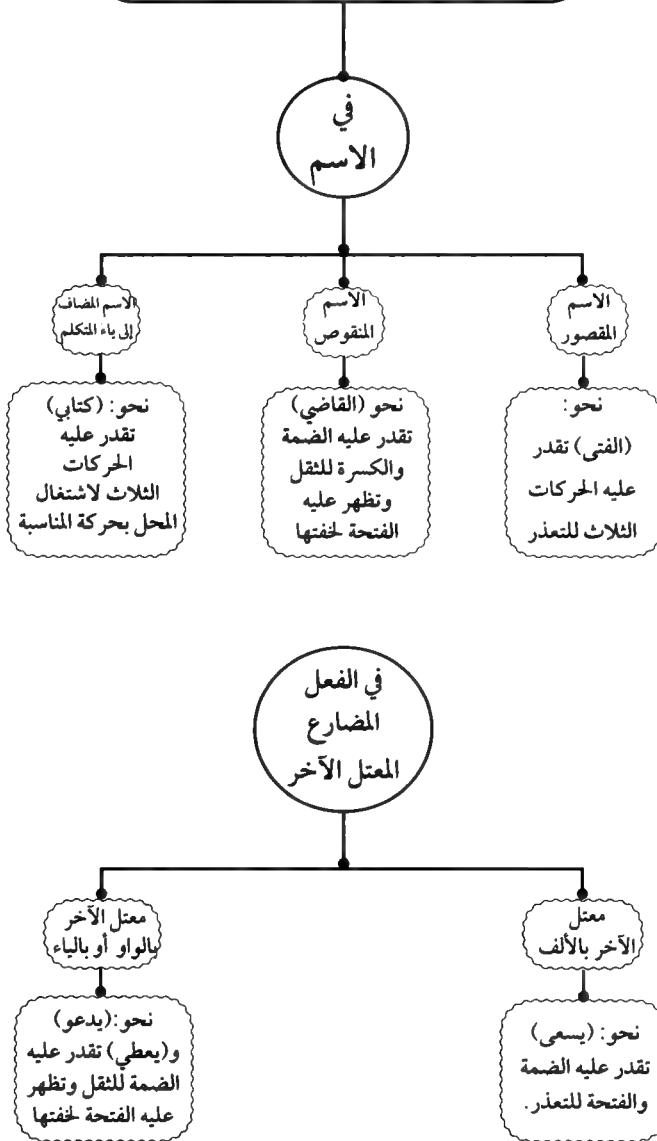 في
الاسم
الاسم
المقصور
نحو:
(الفتى) تقدر
عليه الحركات
الثلاث للتعذر
الاسم
المنقوص
نحو (القاضي)
تقدر عليه الضمة
والكسرة للثقل
وتظهر عليه
الفتحة لخفتها
الاسم المضاف
إلى ياء المتكلم
نحو: (كتابي)
تقدر عليه
الحركات
الثلاث لاشتغال
المحل بحركة المناسبة
في الفعل
المضارع
المعتل الآخر
معتل
الآخر بالألف
نحو: (يسعى)
تقدر عليه الضمة
والفتحة للتعذر.
معتل الآخر
بالواو أو بالياء
نحو:(يدعو)
و(يعطي) تقدر عليه
الضمة للثقل وتظهر
عليه الفتحة لخفتها